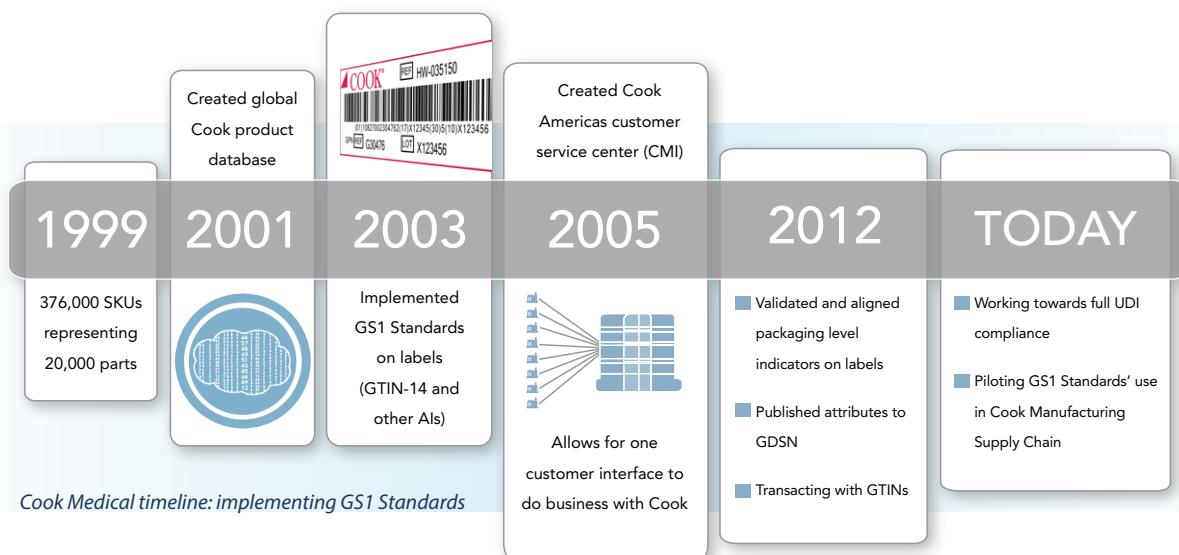 1999
376,000 SKUs
representing
20,000 parts
Created global
Cook product
database
2001
COOK®
REF HW-035150
(01)10827002304762(17)X12345(30)5(10)X123456
GPN REF G30476
LOT X123456
2003
Implemented
GS1 Standards
on labels
(GTIN-14 and
other AIs)
Created Cook
Americas customer
service center (CMI)
2005
Allows for one
customer interface to
do business with Cook
2012
Validated and aligned
packaging level
indicators on labels
Published attributes to
GDSN
Transacting with GTINs
TODAY
Working towards full UDI
compliance
Piloting GS1 Standards’ use
in Cook Manufacturing
Supply Chain
Cook Medical timeline: implementing GS1 Standards